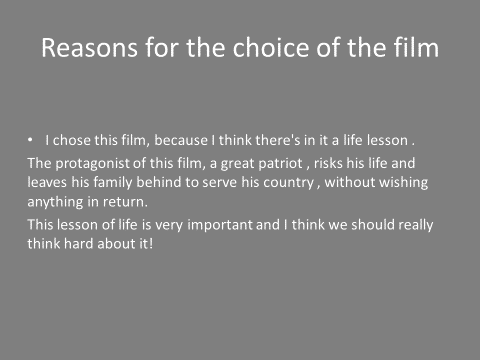 Reasons for the choice of the film
• I chose this film, because I think there's in it a life lesson .
The protagonist of this film, a great patriot , risks his life and
leaves his family behind to serve his country , without wishing
anything in return.
This lesson of life is very important and I think we should really
think hard about it!